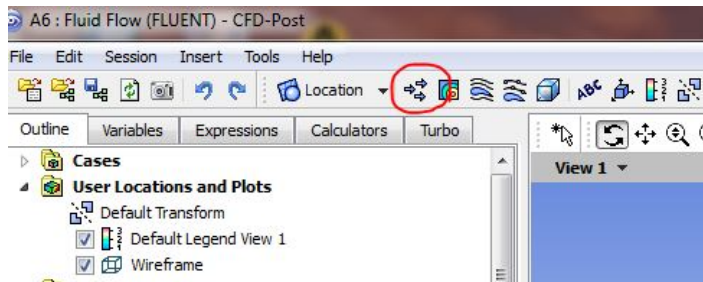 A6 : Fluid Flow (FLUENT) - CFD-Post
File Edit Session Insert Tools Help
Location
ABC
Outline Variables Expressions Calculators Turbo
Cases
View 1
User Locations and Plots
Default Transform
Default Legend View 1
Wireframe